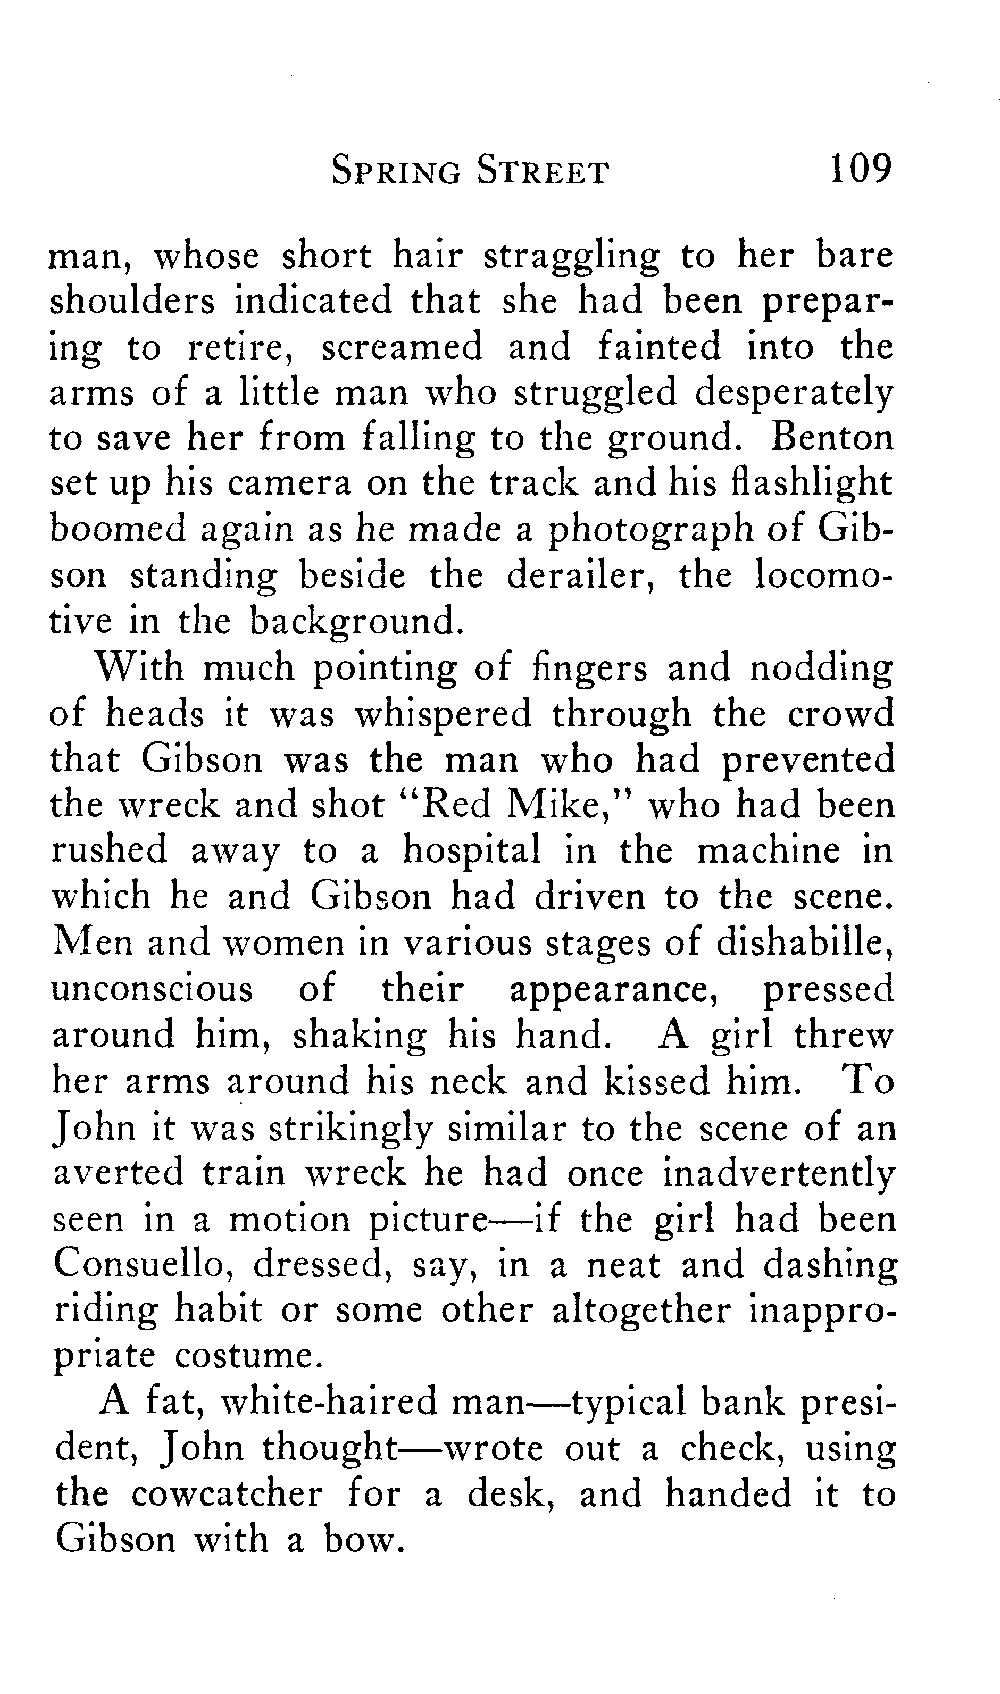 SPRING STREET 109
man, whose short hair straggling to her bare
shoulders indicated that she had been prepar-
ing to retire, screamed and fainted into the
arms of a little man who struggled desperately
to save her from falling to the ground. Benton
set up his camera on the track and his flashlight
boomed again as he made a photograph of Gib-
son standing beside the derailer, the locomo-
tive in the background.
With much pointing of fingers and nodding
of heads it was whispered through the crowd
that Gibson was the man who had prevented
the wreck and shot “Red Mike,” who had been
rushed away to a hospital in the machine in
which he and Gibson had driven to the scene.
Men and women in various stages of dishabille,
unconscious of their appearance, pressed
around him, shaking his hand. A girl threw
her arms around his neck and kissed him. To
John it was strikingly similar to the scene of an
averted train wreck he had once inadvertently
seen in a motion picture—if the girl had been
Consuello, dressed, say, in a neat and dashing
riding habit or some other altogether inappro-
priate costume.
A fat, white-haired man—typical bank presi-
dent, John thought—wrote out a check, using
the cowcatcher for a desk, and handed it to
Gibson with a bow.